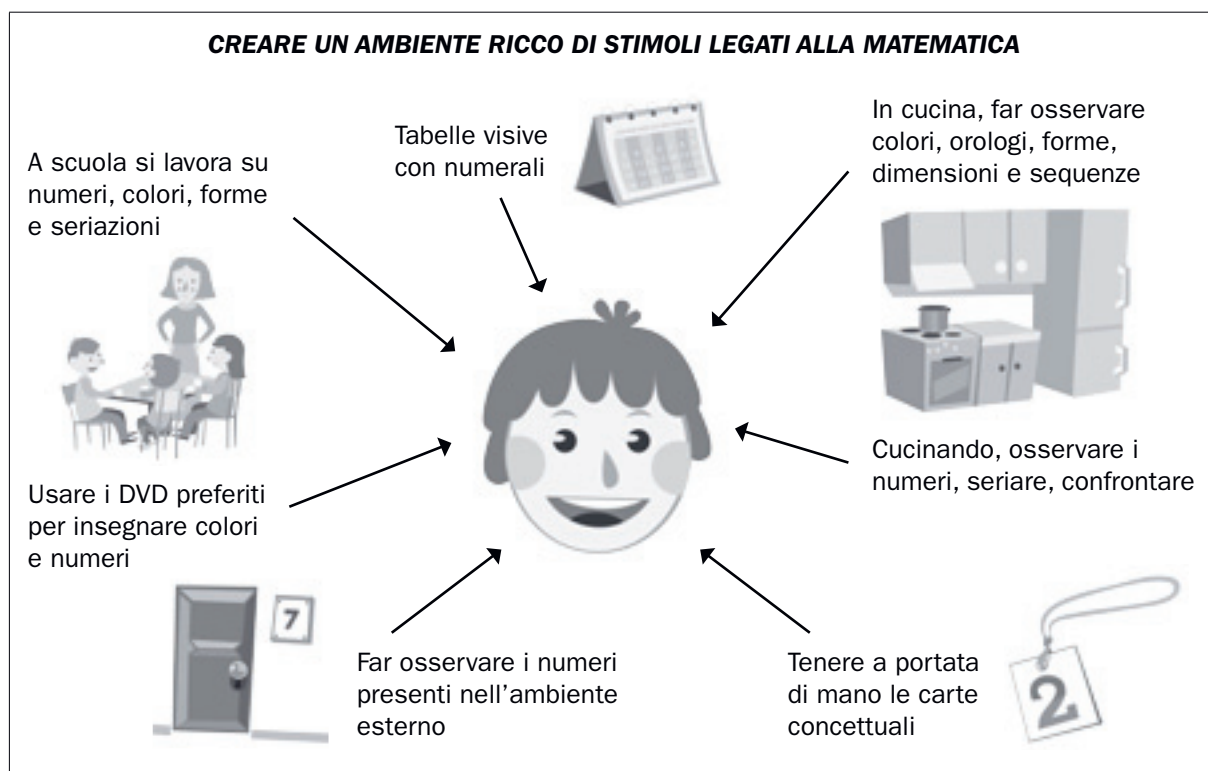 CREARE UN AMBIENTE RICCO DI STIMOLI LEGATI ALLA MATEMATICA
A scuola si lavora su
numeri, colori, forme
e seriazioni
Tabelle visive
con numerali
In cucina, far osservare
colori, orologi, forme,
dimensioni e sequenze
Usare i DVD preferiti
per insegnare colori
e numeri
Cucinando, osservare i
numeri, seriare, confrontare
7
Far osservare i numeri
presenti nell'ambiente
esterno
Tenere a portata
di mano le carte
concettuali
2